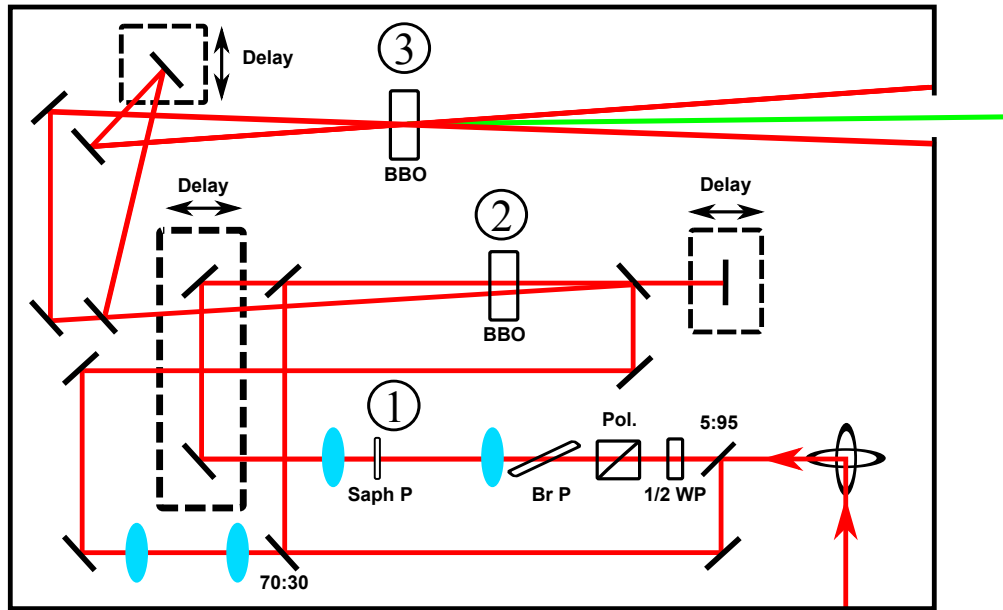 ③
Delay
BBO
Delay
Delay
②
BBO
①
Pol.
5:95
Saph P
Br P
1/2 WP
70:30